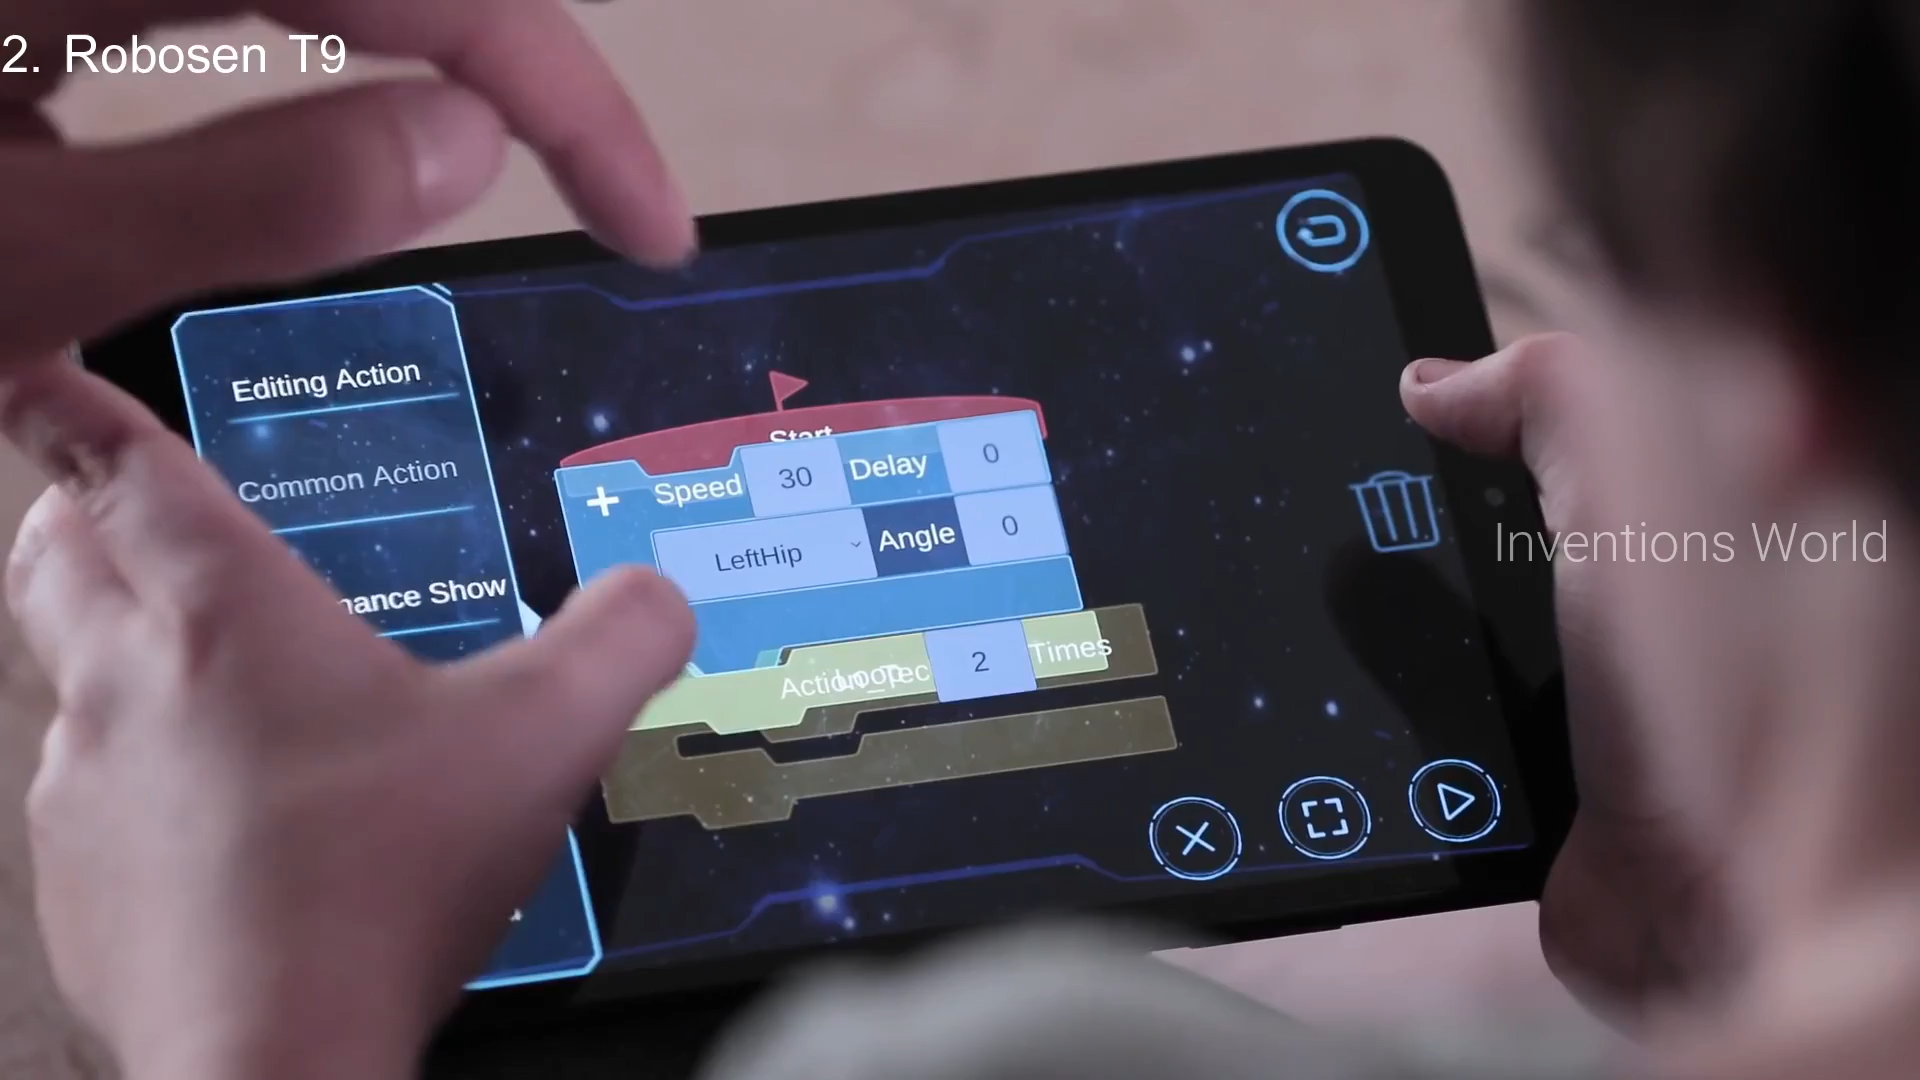 2. Robosen T9
Editing Action
Common Action
Show
Start
+ Speed 30 Delay 0
LeftHip Angle 0
2 Times
Inventions World